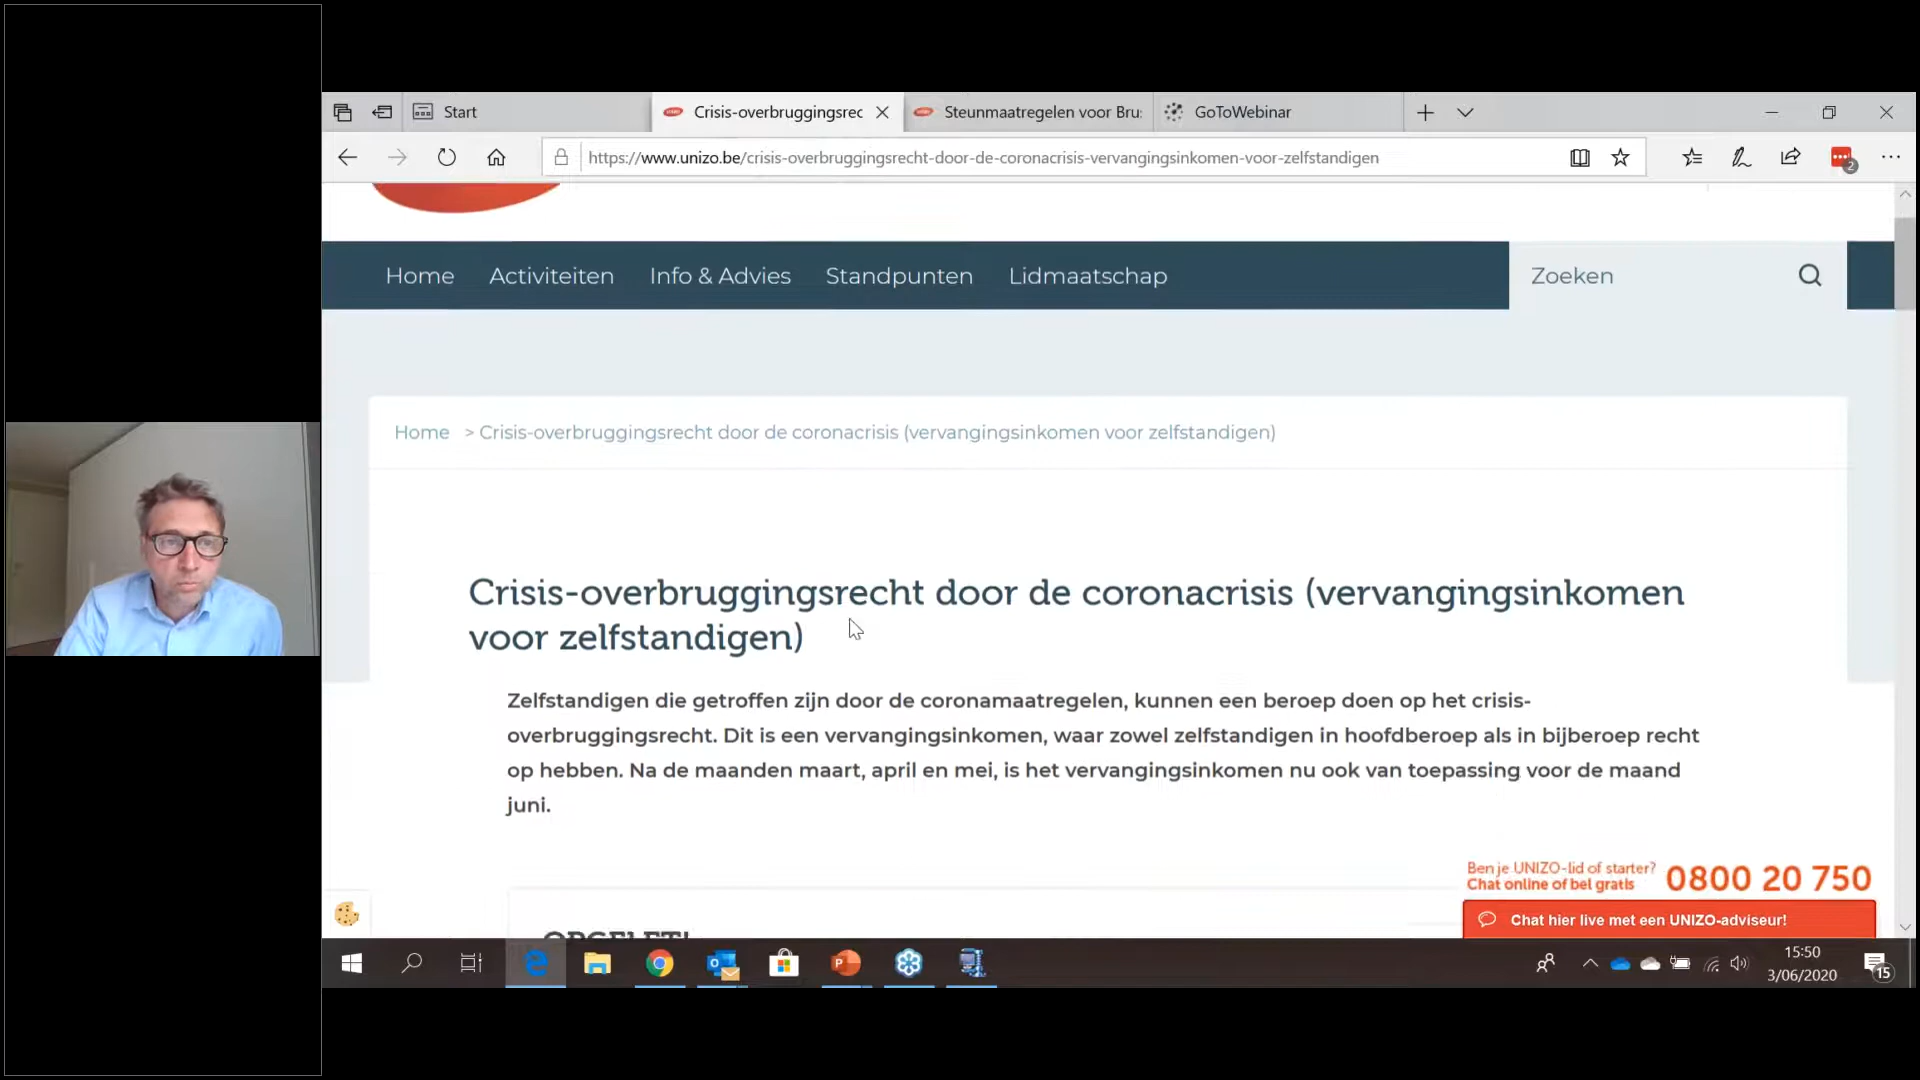 Start
Crisis-overbruggingsrec
Steunmaatregelen voor Bru:
GoToWebinar
https://www.unizo.be/crisis-overbruggingsrecht-door-de-coronacrisis-vervangingsinkomen-voor-zelfstandigen
2
Home
Activiteiten
Info & Advies
Standpunten
Lidmaatschap
Zoeken
Home > Crisis-overbruggingsrecht door de coronacrisis (vervangingsinkomen voor zelfstandigen)
Crisis-overbruggingsrecht door de coronacrisis (vervangingsinkomen
voor zelfstandigen)
Zelfstandigen die getroffen zijn door de coronamaatregelen, kunnen een beroep doen op het crisis-
overbruggingsrecht. Dit is een vervangingsinkomen, waar zowel zelfstandigen in hoofdberoep als in bijberoep recht
op hebben. Na de maanden maart, april en mei, is het vervangingsinkomen nu ook van toepassing voor de maand
juni.
OPGELET!
Ben je UNIZO-lid of starter?
Chat online of bel gratis
0800 20 750
Chat hier live met een UNIZO-adviseur!
15:50
3/06/2020
15